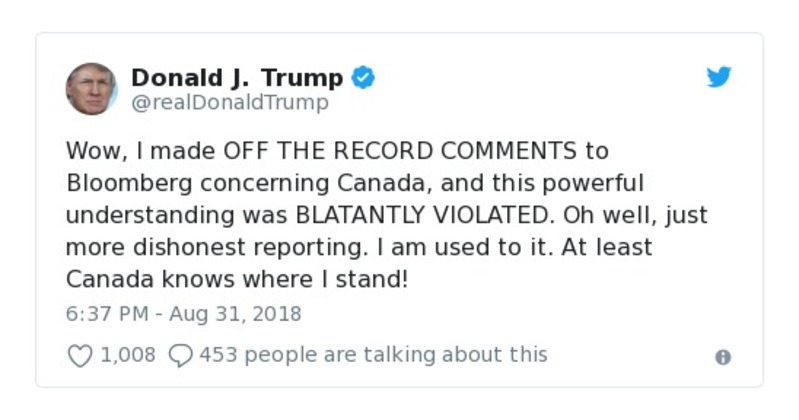 Donald J. Trump
@realDonaldTrump
Wow, I made OFF THE RECORD COMMENTS to
Bloomberg concerning Canada, and this powerful
understanding was BLATANTLY VIOLATED. Oh well, just
more dishonest reporting. I am used to it. At least
Canada knows where I stand!
6:37 PM - Aug 31, 2018
1,008 453 people are talking about this